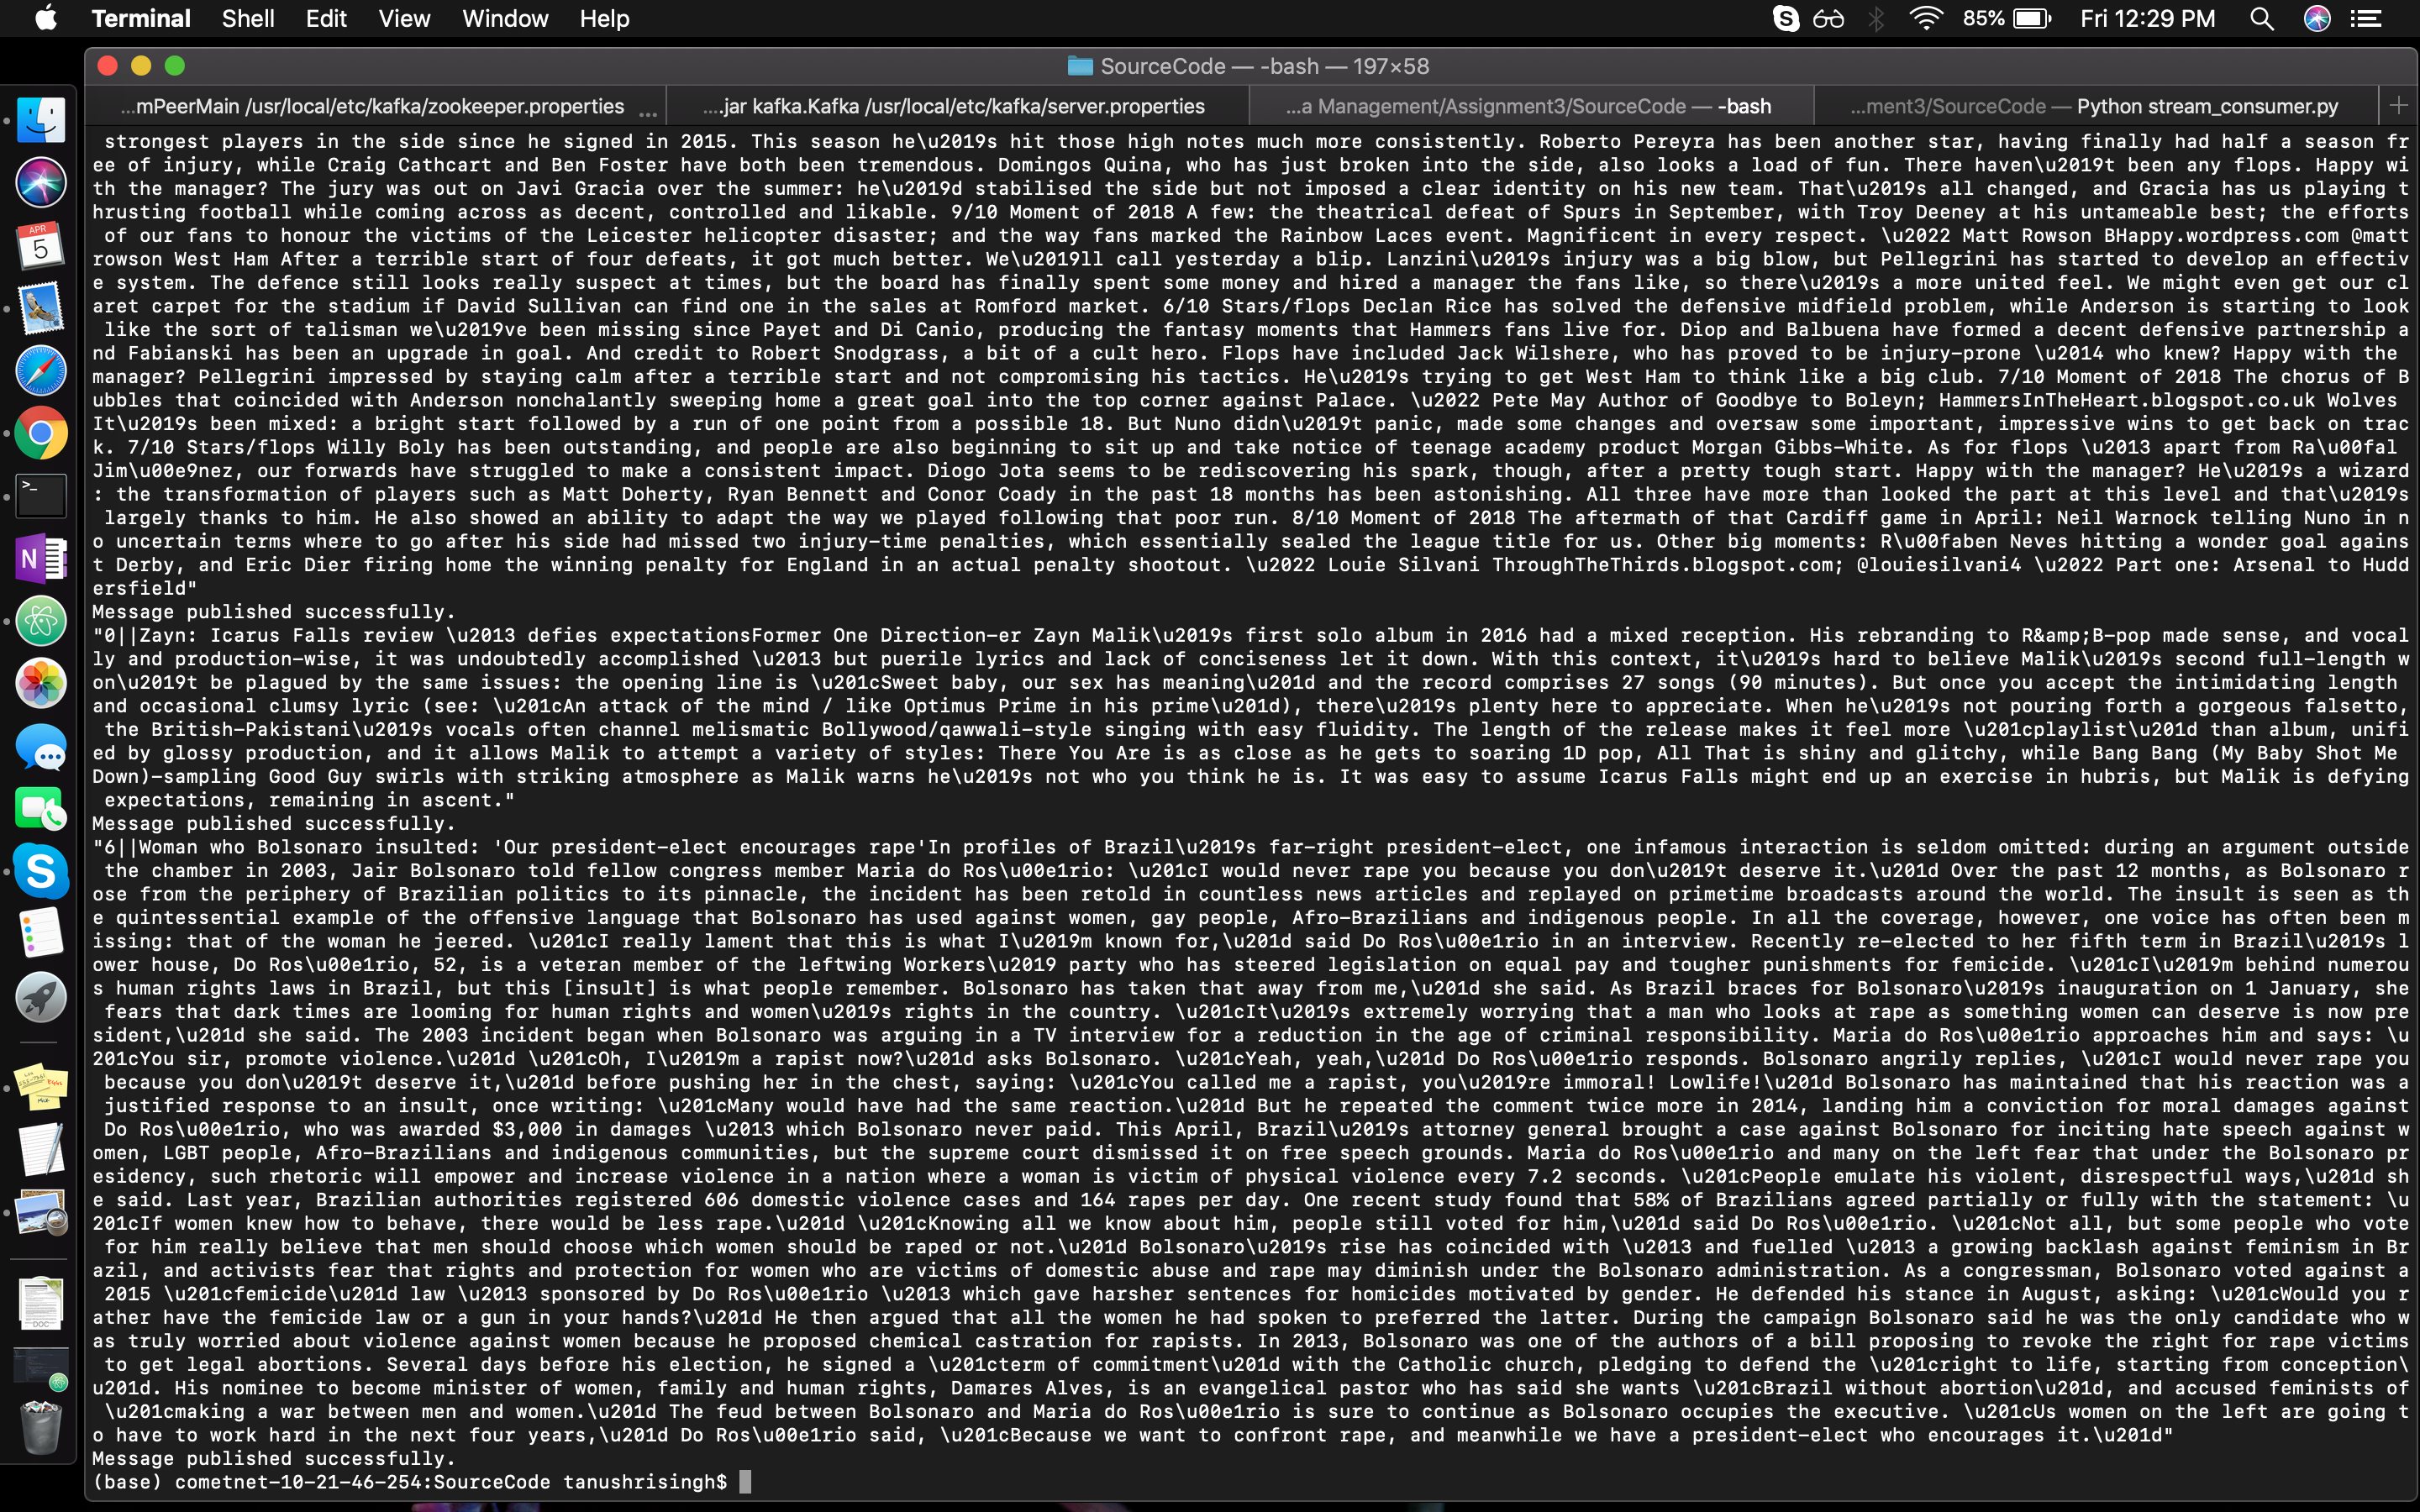 Terminal Shell Edit View Window Help 85% Fri 12:29 PM
SourceCode — -bash — 197×58
...mPeerMain /usr/local/etc/kafka/zookeeper.properties ... ....jar kafka.Kafka /usr/local/etc/kafka/server.properties ...a Management/Assignment3/SourceCode — -bash ...ment3/SourceCode — Python stream_consumer.py
strongest players in the side since he signed in 2015. This season he\u2019s hit those high notes much more consistently. Roberto Pereyra has been another star, having finally had half a season fr
ee of injury, while Craig Cathcart and Ben Foster have both been tremendous. Domingos Quina, who has just broken into the side, also looks a load of fun. There haven\u2019t been any flops. Happy wi
th the manager? The jury was out on Javi Gracia over the summer: he\u2019d stabilised the side but not imposed a clear identity on his new team. That\u2019s all changed, and Gracia has us playing t
hrusting football while coming across as decent, controlled and likable. 9/10 Moment of 2018 A few: the theatrical defeat of Spurs in September, with Troy Deeney at his untameable best; the efforts
of our fans to honour the victims of the Leicester helicopter disaster; and the way fans marked the Rainbow Laces event. Magnificent in every respect. \u2022 Matt Rowson BHappy.wordpress.com @matt
rowson West Ham After a terrible start of four defeats, it got much better. We\u2019ll call yesterday a blip. Lanzini\u2019s injury was a big blow, but Pellegrini has started to develop an effectiv
e system. The defence still looks really suspect at times, but the board has finally spent some money and hired a manager the fans like, so there\u2019s a more united feel. We might even get our cl
aret carpet for the stadium if David Sullivan can find one in the sales at Romford market. 6/10 Stars/flops Declan Rice has solved the defensive midfield problem, while Anderson is starting to look
like the sort of talisman we\u2019ve been missing since Payet and Di Canio, producing the fantasy moments that Hammers fans live for. Diop and Balbuena have formed a decent defensive partnership a
nd Fabianski has been an upgrade in goal. And credit to Robert Snodgrass, a bit of a cult hero. Flops have included Jack Wilshere, who has proved to be injury-prone \u2014 who knew? Happy with the
manager? Pellegrini impressed by staying calm after a terrible start and not compromising his tactics. He\u2019s trying to get West Ham to think like a big club. 7/10 Moment of 2018 The chorus of B
ubbles that coincided with Anderson nonchalantly sweeping home a great goal into the top corner against Palace. \u2022 Pete May Author of Goodbye to Boleyn; HammersInTheHeart.blogspot.co.uk Wolves
It\u2019s been mixed: a bright start followed by a run of one point from a possible 18. But Nuno didn\u2019t panic, made some changes and oversaw some important, impressive wins to get back on trac
k. 7/10 Stars/flops Willy Boly has been outstanding, and people are also beginning to sit up and take notice of teenage academy product Morgan Gibbs-White. As for flops \u2013 apart from Ra\u00fal
Jim\u00e9nez, our forwards have struggled to make a consistent impact. Diogo Jota seems to be rediscovering his spark, though, after a pretty tough start. Happy with the manager? He\u2019s a wizard
: the transformation of players such as Matt Doherty, Ryan Bennett and Conor Coady in the past 18 months has been astonishing. All three have more than looked the part at this level and that\u2019s
largely thanks to him. He also showed an ability to adapt the way we played following that poor run. 8/10 Moment of 2018 The aftermath of that Cardiff game in April: Neil Warnock telling Nuno in n
o uncertain terms where to go after his side had missed two injury-time penalties, which essentially sealed the league title for us. Other big moments: R\u00faben Neves hitting a wonder goal agains
t Derby, and Eric Dier firing home the winning penalty for England in an actual penalty shootout. \u2022 Louie Silvani ThroughTheThirds.blogspot.com; @louiesilvani4 \u2022 Part one: Arsenal to Hudd
ersfield"
Message published successfully.
"0||Zayn: Icarus Falls review \u2013 defies expectationsFormer One Direction-er Zayn Malik\u2019s first solo album in 2016 had a mixed reception. His rebranding to R&amp;B-pop made sense, and vocal
ly and production-wise, it was undoubtedly accomplished \u2013 but puerile lyrics and lack of conciseness let it down. With this context, it\u2019s hard to believe Malik\u2019s second full-length w
on\u2019t be plagued by the same issues: the opening line is \u201cSweet baby, our sex has meaning\u201d and the record comprises 27 songs (90 minutes). But once you accept the intimidating length
and occasional clumsy lyric (see: \u201cAn attack of the mind / like Optimus Prime in his prime\u201d), there\u2019s plenty here to appreciate. When he\u2019s not pouring forth a gorgeous falsetto,
the British-Pakistani\u2019s vocals often channel melismatic Bollywood/qawwali-style singing with easy fluidity. The length of the release makes it feel more \u201cplaylist\u201d than album, unifi
ed by glossy production, and it allows Malik to attempt a variety of styles: There You Are is as close as he gets to soaring 1D pop, All That is shiny and glitchy, while Bang Bang (My Baby Shot Me
Down)-sampling Good Guy swirls with striking atmosphere as Malik warns he\u2019s not who you think he is. It was easy to assume Icarus Falls might end up an exercise in hubris, but Malik is defying
expectations, remaining in ascent."
Message published successfully.
"6||Woman who Bolsonaro insulted: 'Our president-elect encourages rape'In profiles of Brazil\u2019s far-right president-elect, one infamous interaction is seldom omitted: during an argument outside
the chamber in 2003, Jair Bolsonaro told fellow congress member Maria do Ros\u00e1rio: \u201cI would never rape you because you don\u2019t deserve it.\u201d Over the past 12 months, as Bolsonaro r
ose from the periphery of Brazilian politics to its pinnacle, the incident has been retold in countless news articles and replayed on primetime broadcasts around the world. The insult is seen as th
e quintessential example of the offensive language that Bolsonaro has used against women, gay people, Afro-Brazilians and indigenous people. In all the coverage, however, one voice has often been m
issing: that of the woman he jeered. \u201cI really lament that this is what I\u2019m known for,\u201d said Do Ros\u00e1rio in an interview. Recently re-elected to her fifth term in Brazil\u2019s l
ower house, Do Ros\u00e1rio, 52, is a veteran member of the leftwing Workers\u2019 party who has steered legislation on equal pay and tougher punishments for femicide. \u201cI\u2019m behind numerou
s human rights laws in Brazil, but this [insult] is what people remember. Bolsonaro has taken that away from me,\u201d she said. As Brazil braces for Bolsonaro\u2019s inauguration on 1 January, she
fears that dark times are looming for human rights and women\u2019s rights in the country. \u201cIt\u2019s extremely worrying that a man who looks at rape as something women can deserve is now pre
sident,\u201d she said. The 2003 incident began when Bolsonaro was arguing in a TV interview for a reduction in the age of criminal responsibility. Maria do Ros\u00e1rio approaches him and says: \u
201cYou sir, promote violence.\u201d \u201cOh, I\u2019m a rapist now?\u201d asks Bolsonaro. \u201cYeah, yeah,\u201d Do Ros\u00e1rio responds. Bolsonaro angrily replies, \u201cI would never rape you
because you don\u2019t deserve it,\u201d before pushing her in the chest, saying: \u201cYou called me a rapist, you\u2019re immoral! Lowlife!\u201d Bolsonaro has maintained that his reaction was a
justified response to an insult, once writing: \u201cMany would have had the same reaction.\u201d But he repeated the comment twice more in 2014, landing him a conviction for moral damages against
Do Ros\u00e1rio, who was awarded $3,000 in damages \u2013 which Bolsonaro never paid. This April, Brazil\u2019s attorney general brought a case against Bolsonaro for inciting hate speech against w
omen, LGBT people, Afro-Brazilians and indigenous communities, but the supreme court dismissed it on free speech grounds. Maria do Ros\u00e1rio and many on the left fear that under the Bolsonaro pr
esidency, such rhetoric will empower and increase violence in a nation where a woman is victim of physical violence every 7.2 seconds. \u201cPeople emulate his violent, disrespectful ways,\u201d sh
e said. Last year, Brazilian authorities registered 606 domestic violence cases and 164 rapes per day. One recent study found that 58% of Brazilians agreed partially or fully with the statement: \u
201cIf women knew how to behave, there would be less rape.\u201d \u201cKnowing all we know about him, people still voted for him,\u201d said Do Ros\u00e1rio. \u201cNot all, but some people who vote
for him really believe that men should choose which women should be raped or not.\u201d Bolsonaro\u2019s rise has coincided with \u2013 and fuelled \u2013 a growing backlash against feminism in Br
azil, and activists fear that rights and protection for women who are victims of domestic abuse and rape may diminish under the Bolsonaro administration. As a congressman, Bolsonaro voted against a
2015 \u201cfemicide\u201d law \u2013 sponsored by Do Ros\u00e1rio \u2013 which gave harsher sentences for homicides motivated by gender. He defended his stance in August, asking: \u201cWould you r
ather have the femicide law or a gun in your hands?\u201d He then argued that all the women he had spoken to preferred the latter. During the campaign Bolsonaro said he was the only candidate who w
as truly worried about violence against women because he proposed chemical castration for rapists. In 2013, Bolsonaro was one of the authors of a bill proposing to revoke the right for rape victims
to get legal abortions. Several days before his election, he signed a \u201cterm of commitment\u201d with the Catholic church, pledging to defend the \u201cright to life, starting from conception\
u201d. His nominee to become minister of women, family and human rights, Damares Alves, is an evangelical pastor who has said she wants \u201cBrazil without abortion\u201d, and accused feminists of
\u201cmaking a war between men and women.\u201d The feud between Bolsonaro and Maria do Ros\u00e1rio is sure to continue as Bolsonaro occupies the executive. \u201cUs women on the left are going t
o have to work hard in the next four years,\u201d Do Ros\u00e1rio said, \u201cBecause we want to confront rape, and meanwhile we have a president-elect who encourages it.\u201d"
Message published successfully.
(base) cometnet-10-21-46-254:SourceCode tanushrisingh$
APR
5
DOC